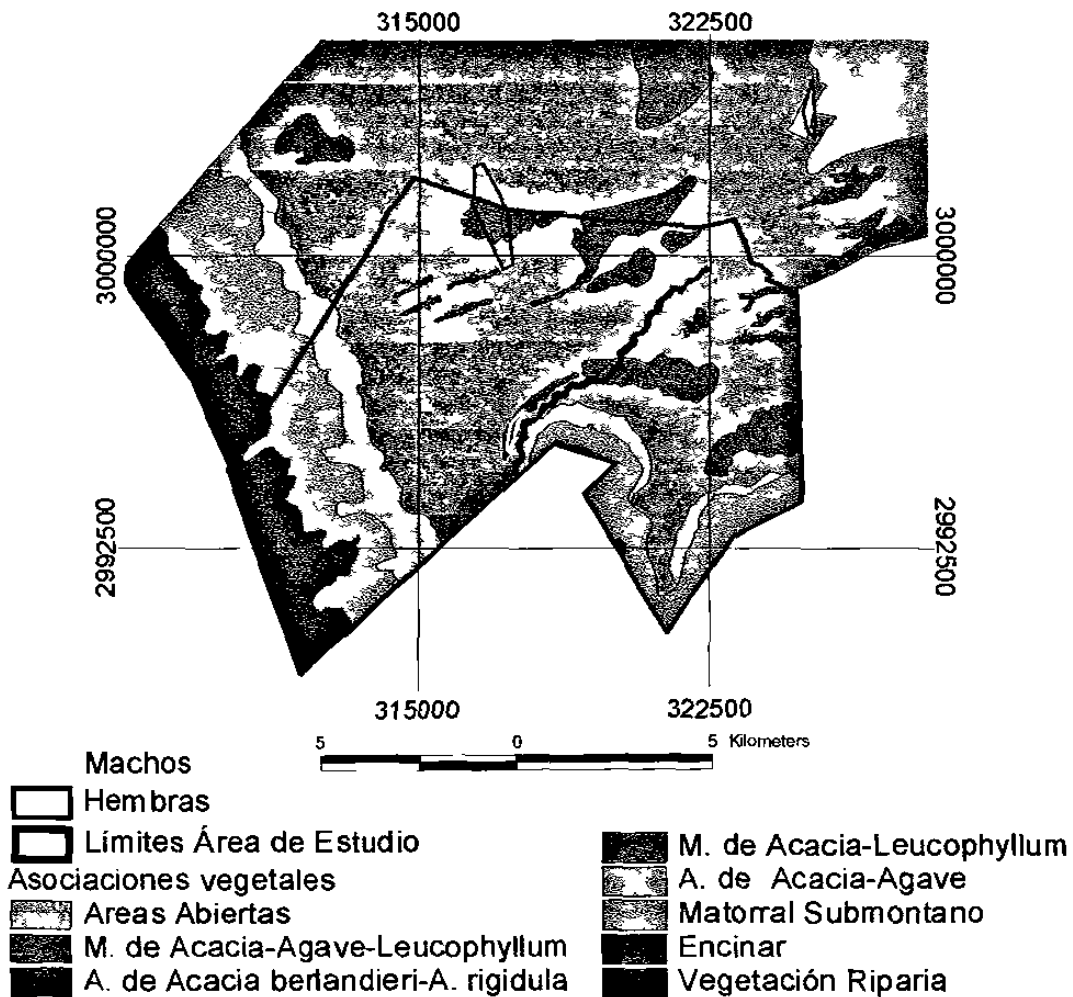 315000 322500
3000000 3000000
2992500 2992500
315000 322500
5 0 5 Kilometers
Machos
Hembras
Límites Área de Estudio
Asociaciones vegetales
Areas Abiertas
M. de Acacia-Agave-Leucophyllum
A. de Acacia berlandieri-A. rigidula
M. de Acacia-Leucophyllum
A. de Acacia-Agave
Matorral Submontano
Encinar
Vegetación Riparia